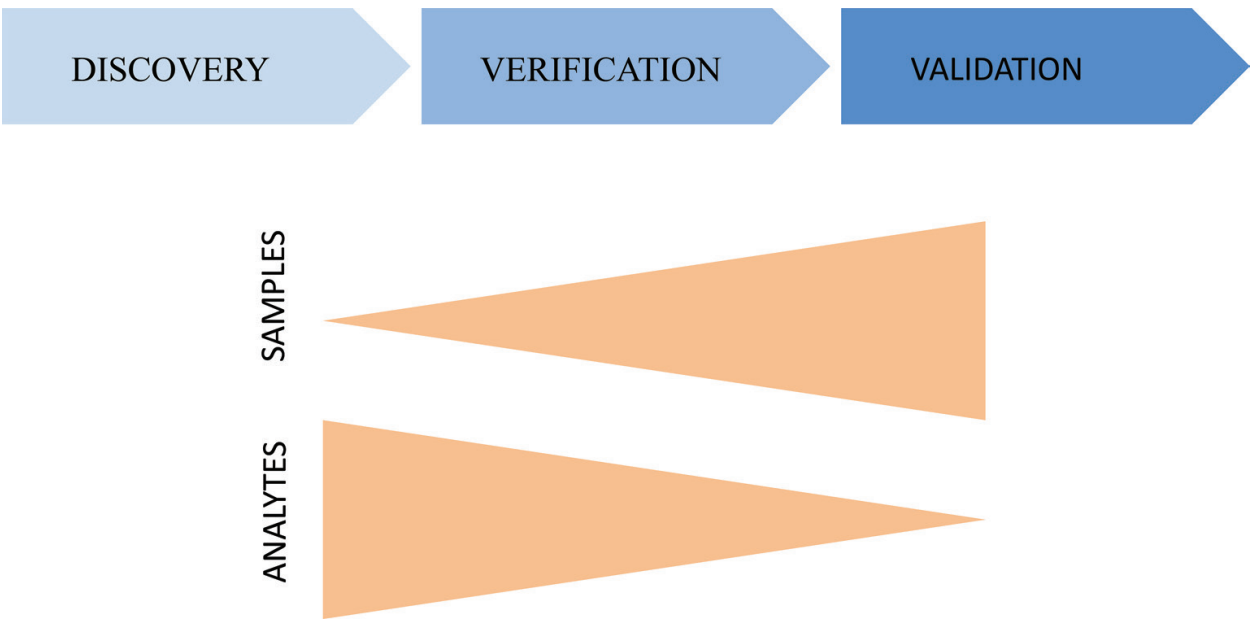 DISCOVERY
VERIFICATION
VALIDATION
SAMPLES
ANALYTES